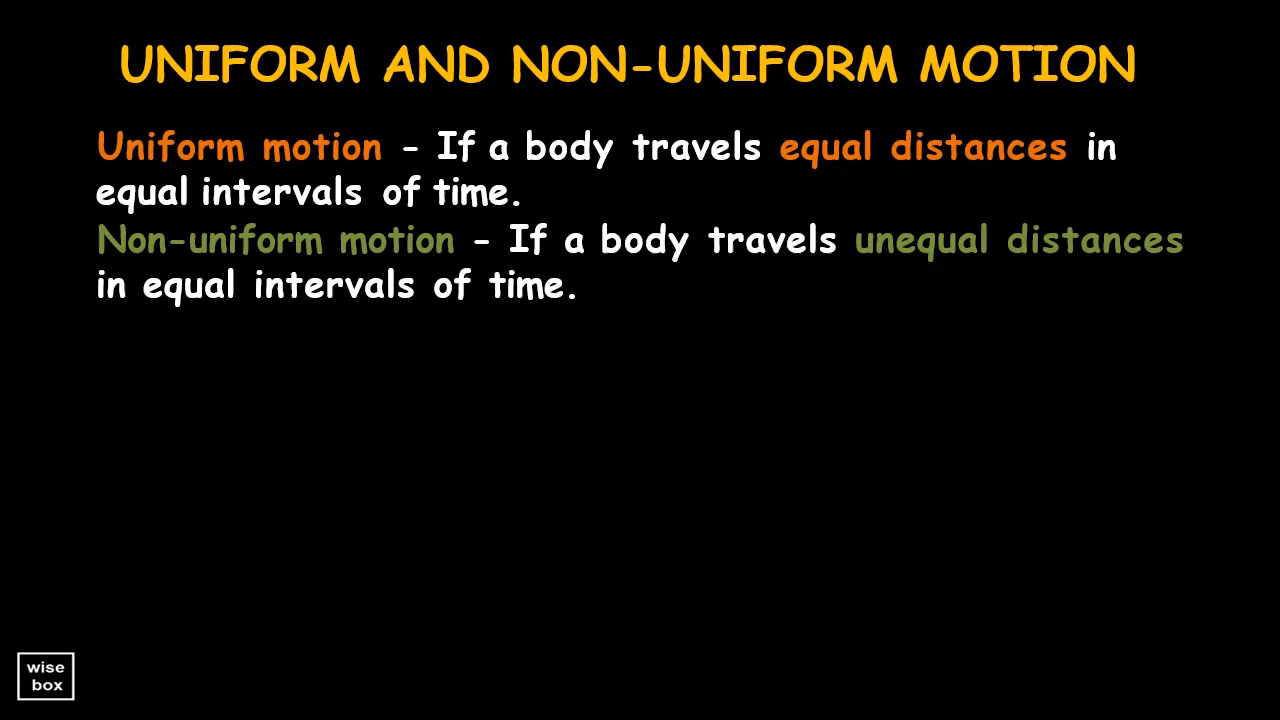 UNIFORM AND NON-UNIFORM MOTION
Uniform motion - If a body travels equal distances in
equal intervals of time.
Non-uniform motion - If a body travels unequal distances
in equal intervals of time.
wise
box